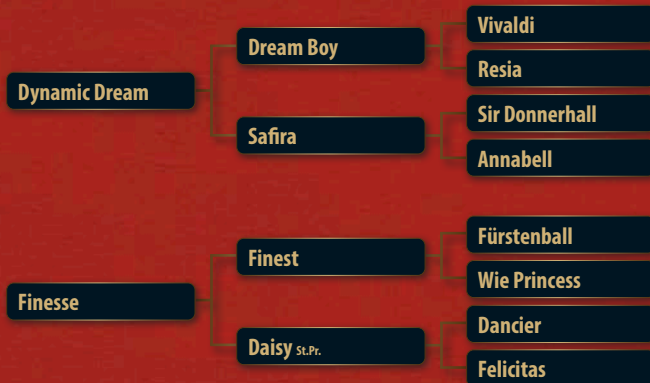 Vivaldi
Dream Boy
Resia
Dynamic Dream
Sir Donnerhall
Safira
Annabell
Fürstenball
Finest
Wie Princess
Finesse
Dancier
Daisy St.Pr.
Felicitas